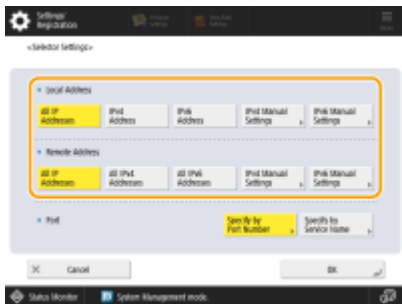 Settings/
Registration
Menu
<Selector Settings>
Local Address
All IP
Addresses
IPv4
Address
IPv6
Address
IPv4 Manual
Settings
IPv6 Manual
Settings
Remote Address
All IP
Addresses
All IPv4
Addresses
All IPv6
Addresses
IPv4 Manual
Settings
IPv6 Manual
Settings
Port
Specify by
Port Number
Specify by
Service Name
Cancel
OK
Status Monitor
System Management mode.